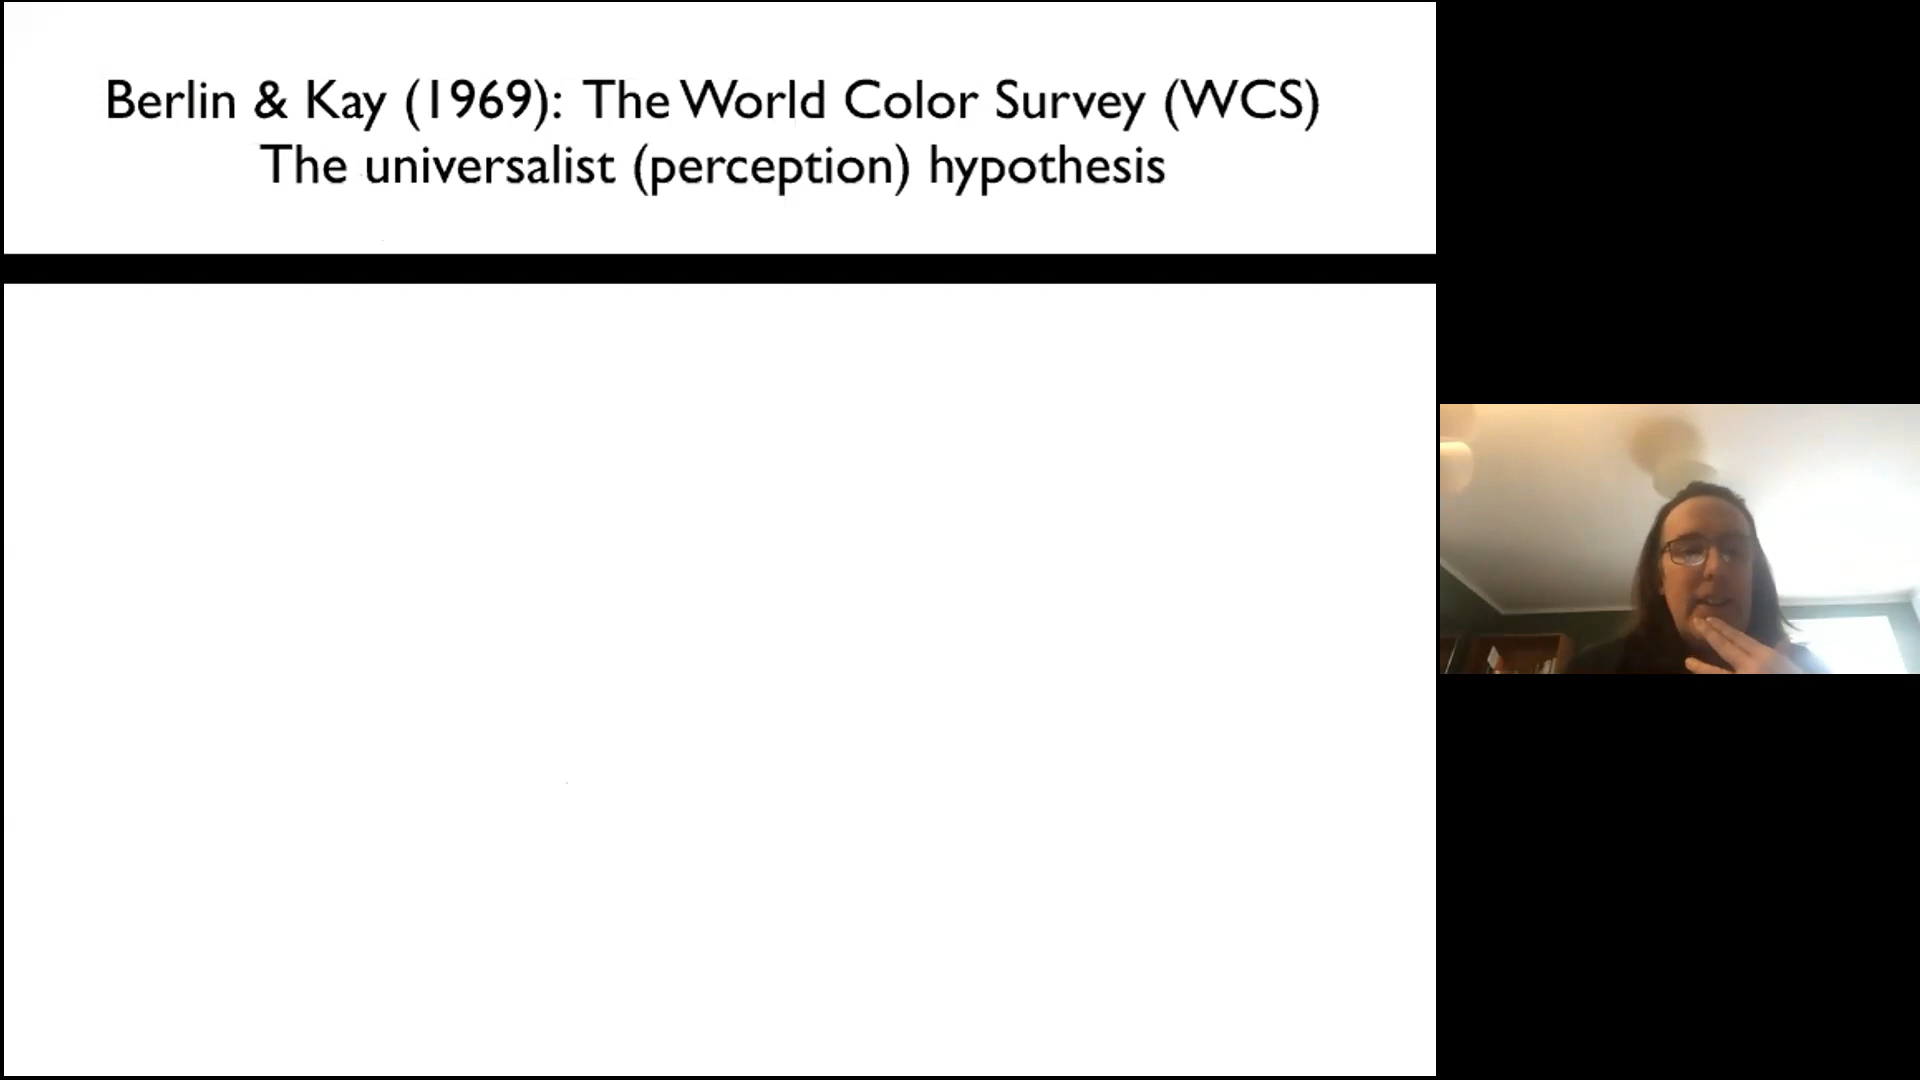 Berlin & Kay (1969): The World Color Survey (WCS)
The universalist (perception) hypothesis